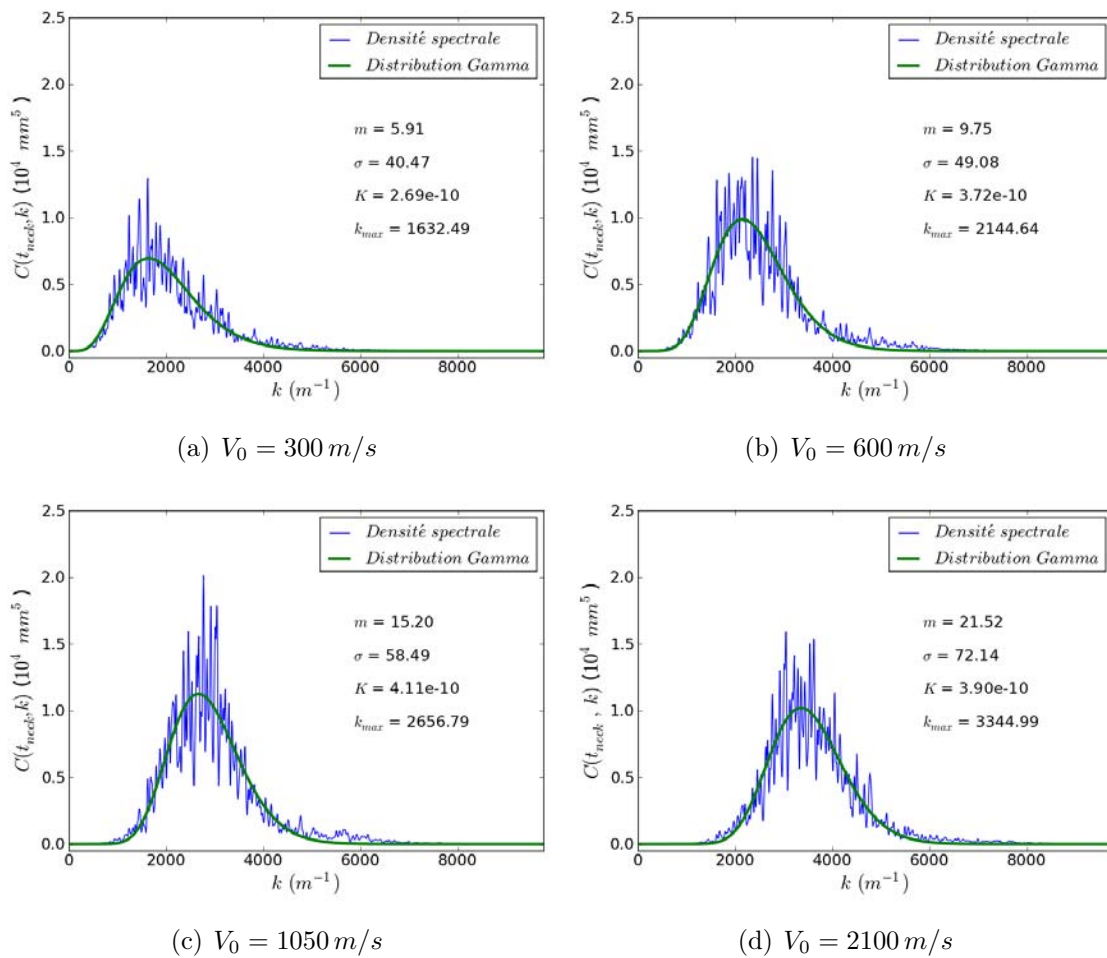 2.5
2.0
1.5
1.0
0.5
0.0
C(t_neck,k) (10^4 mm^5)
Densité spectrale
Distribution Gamma
m = 5.91
σ = 40.47
K = 2.69e-10
k_max = 1632.49
0 2000 4000 6000 8000
k (m^-1)
(a) V_0 = 300 m/s
2.5
2.0
1.5
1.0
0.5
0.0
C(t_neck,k) (10^4 mm^5)
Densité spectrale
Distribution Gamma
m = 9.75
σ = 49.08
K = 3.72e-10
k_max = 2144.64
0 2000 4000 6000 8000
k (m^-1)
(b) V_0 = 600 m/s
2.5
2.0
1.5
1.0
0.5
0.0
C(t_neck,k) (10^4 mm^5)
Densité spectrale
Distribution Gamma
m = 15.20
σ = 58.49
K = 4.11e-10
k_max = 2656.79
0 2000 4000 6000 8000
k (m^-1)
(c) V_0 = 1050 m/s
2.5
2.0
1.5
1.0
0.5
0.0
C(t_neck , k) (10^4 mm^5)
Densité spectrale
Distribution Gamma
m = 21.52
σ = 72.14
K = 3.90e-10
k_max = 3344.99
0 2000 4000 6000 8000
k (m^-1)
(d) V_0 = 2100 m/s